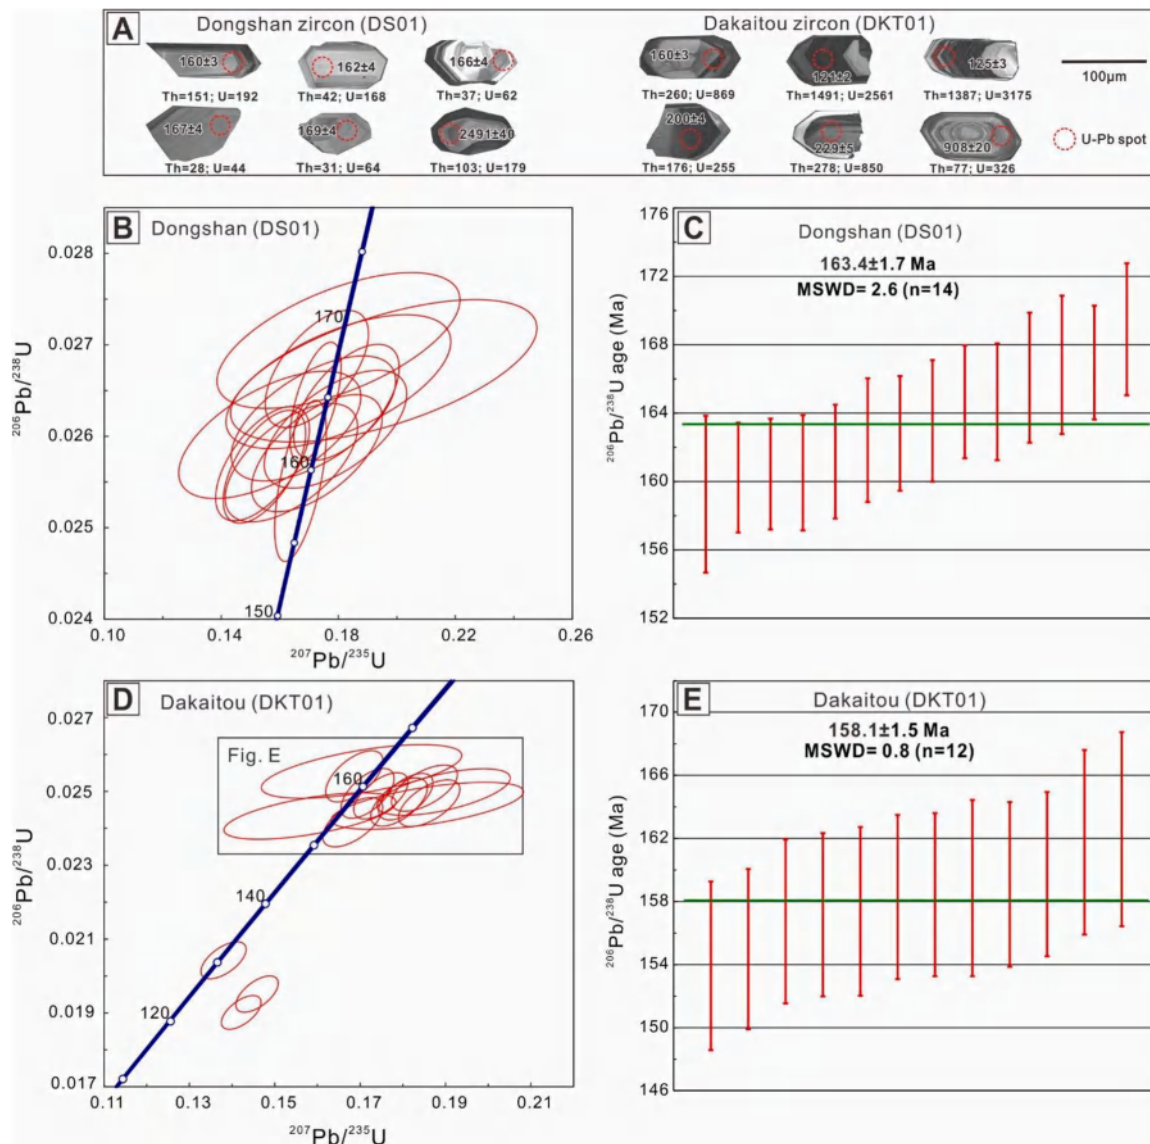 A
Dongshan zircon (DS01)
Dakaitou zircon (DKT01)
160±3
162±4
166±4
160±3
121±2
125±3
100μm
Th=151; U=192
Th=42; U=168
Th=37; U=62
Th=260; U=869
Th=1491; U=2561
Th=1387; U=3175
167±4
169±4
2491±40
200±4
229±5
908±20
U-Pb spot
Th=28; U=44
Th=31; U=64
Th=103; U=179
Th=176; U=255
Th=278; U=850
Th=77; U=326
B
Dongshan (DS01)
0.028
0.027
0.026
0.025
0.024
²⁰⁶Pb/²³⁸U
170
160
150
0.10
0.14
0.18
0.22
0.26
²⁰⁷Pb/²³⁵U
C
Dongshan (DS01)
163.4±1.7 Ma
MSWD= 2.6 (n=14)
176
172
168
164
160
156
152
²⁰⁶Pb/²³⁸U age (Ma)
D
Dakaitou (DKT01)
Fig. E
0.027
0.025
0.023
0.021
0.019
0.017
²⁰⁶Pb/²³⁸U
160
140
120
0.11
0.13
0.15
0.17
0.19
0.21
²⁰⁷Pb/²³⁵U
E
Dakaitou (DKT01)
158.1±1.5 Ma
MSWD= 0.8 (n=12)
170
166
162
158
154
150
146
²⁰⁶Pb/²³⁸U age (Ma)